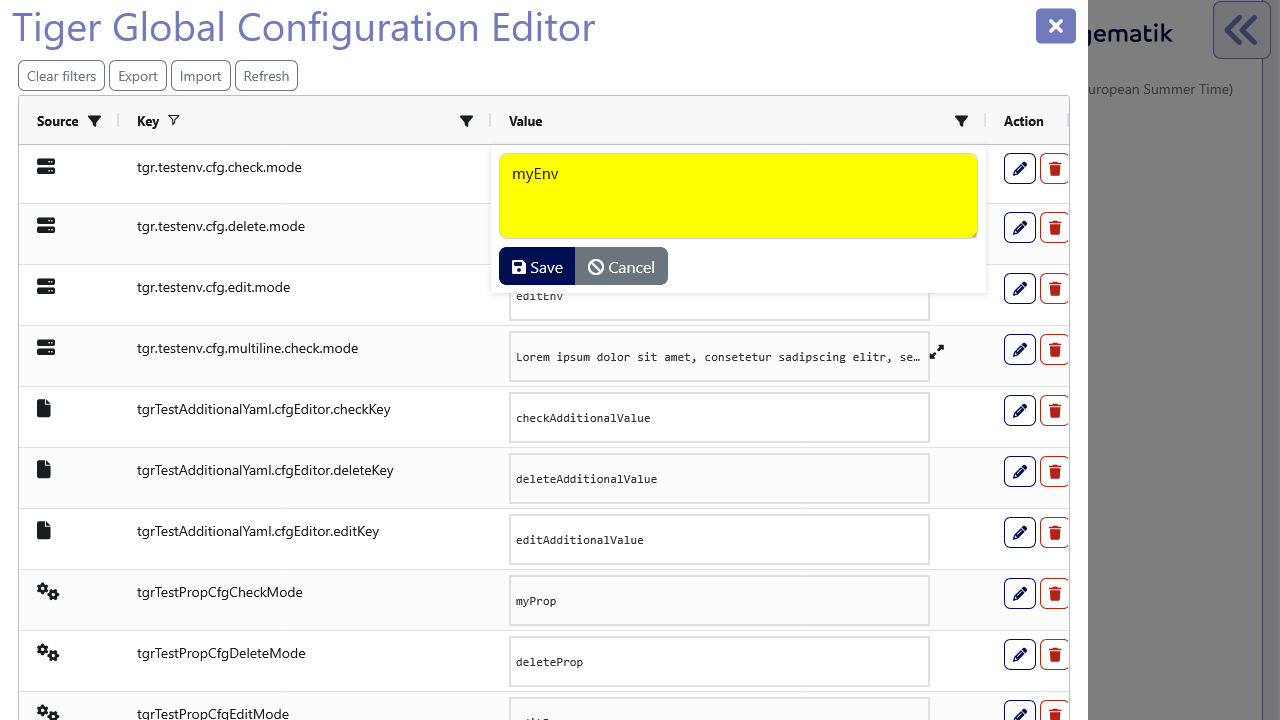 Tiger Global Configuration Editor
gematik
Clear filters Export Import Refresh
uropean Summer Time)
Source Key Value Action
tgr.testenv.cfg.check.mode
myEnv
tgr.testenv.cfg.delete.mode
Save Cancel
tgr.testenv.cfg.edit.mode
editEnv
tgr.testenv.cfg.multiline.check.mode
Lorem ipsum dolor sit amet, consetetur sadipscing elitr, se…
tgrTestAdditionalYaml.cfgEditor.checkKey
checkAdditionalValue
tgrTestAdditionalYaml.cfgEditor.deleteKey
deleteAdditionalValue
tgrTestAdditionalYaml.cfgEditor.editKey
editAdditionalValue
tgrTestPropCfgCheckMode
myProp
tgrTestPropCfgDeleteMode
deleteProp
tgrTestPropCfgEditMode